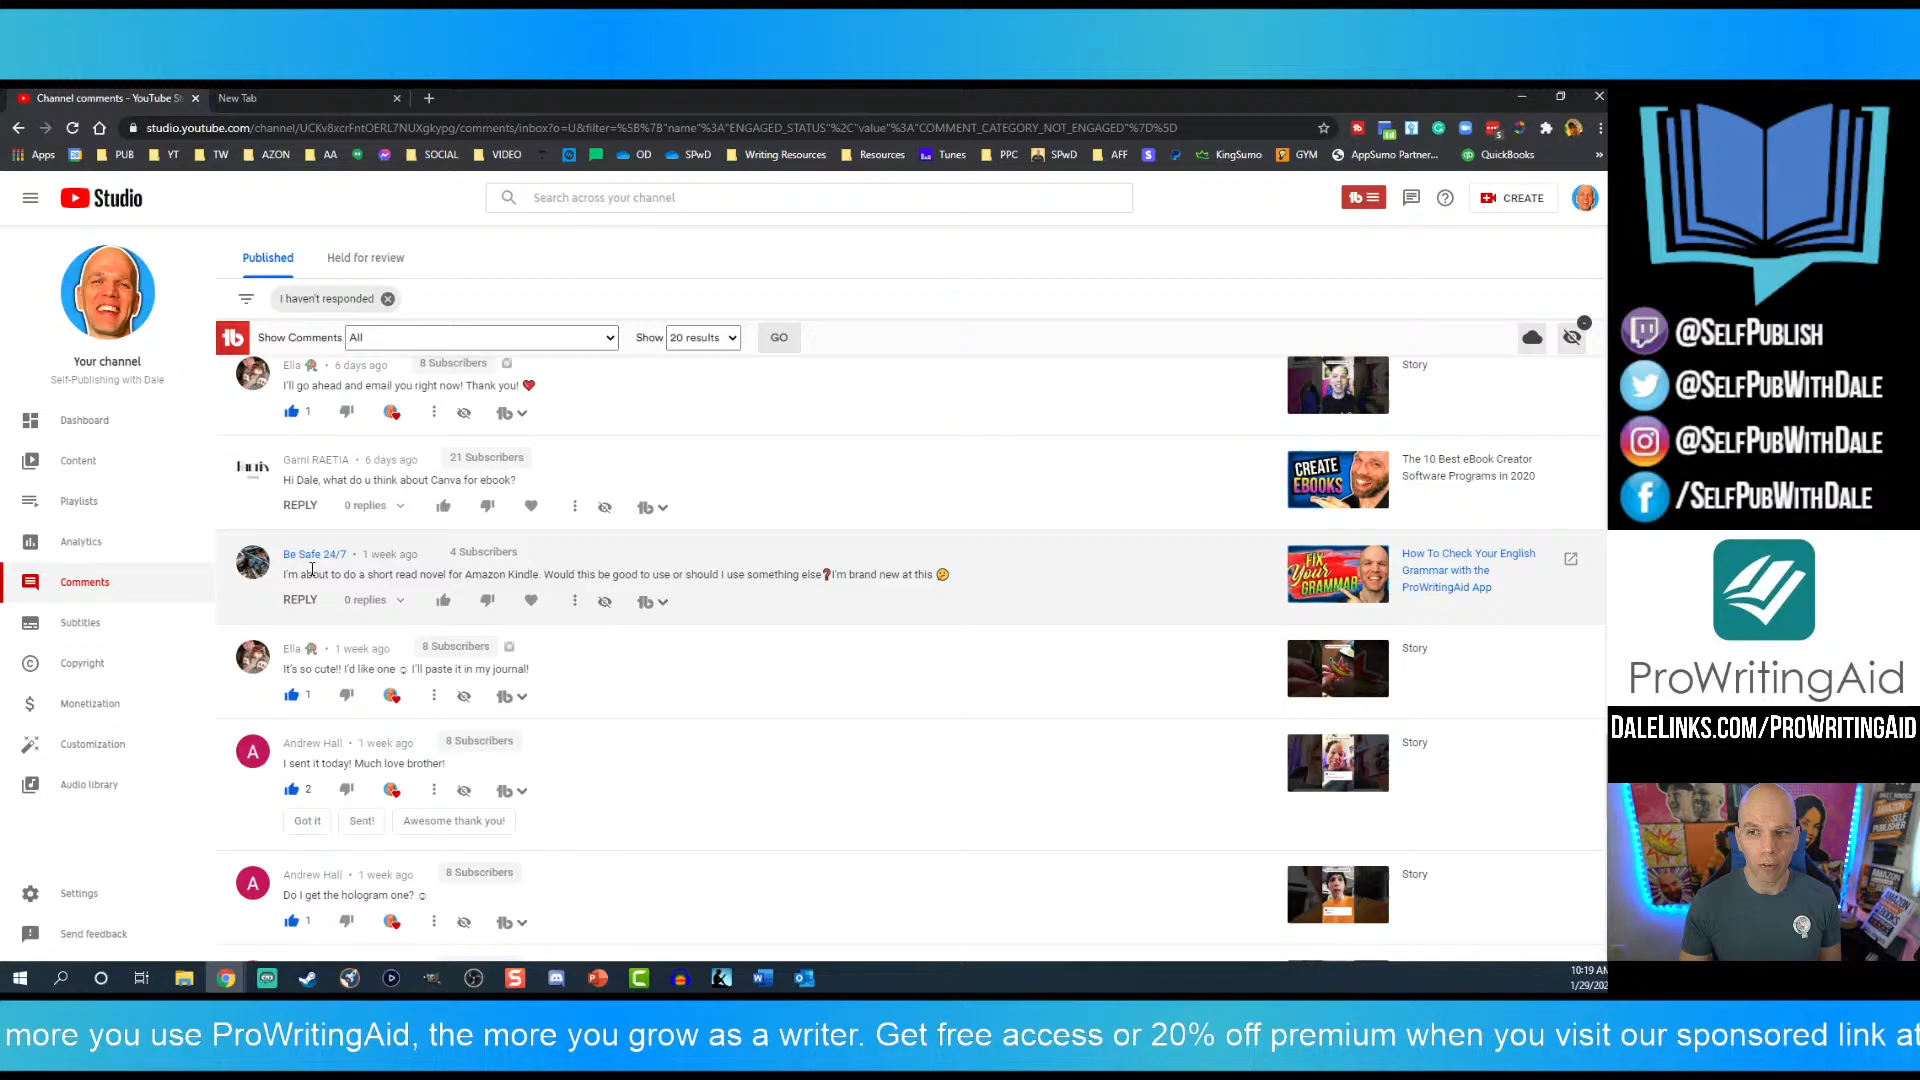 Channel comments - YouTube St
New Tab
studio.youtube.com/channel/UCKv8xcrFntOERL7NUXgkypg/comments/inbox?o=U&filter=%5B%7B"name"%3A"ENGAGED_STATUS"%2C"value"%3A"COMMENT_CATEGORY_NOT_ENGAGED"%7D%5D
Apps PUB YT TW AZON AA SOCIAL VIDEO OD SPwD Writing Resources Resources Tunes PPC SPwD AFF KingSumo GYM AppSumo Partner... QuickBooks
Studio
Search across your channel
CREATE
Your channel
Self-Publishing with Dale
Dashboard
Content
Playlists
Analytics
Comments
Subtitles
Copyright
Monetization
Customization
Audio library
Settings
Send feedback
Published Held for review
I haven't responded
Show Comments All Show 20 results GO
Ella • 6 days ago 8 Subscribers
I'll go ahead and email you right now! Thank you! ❤
1
Story
Garni RAETIA • 6 days ago 21 Subscribers
Hi Dale, what do u think about Canva for ebook?
REPLY 0 replies
CREATE
EBOOKS
The 10 Best eBook Creator
Software Programs in 2020
Be Safe 24/7 • 1 week ago 4 Subscribers
I'm about to do a short read novel for Amazon Kindle. Would this be good to use or should I use something else❓I'm brand new at this 😕
REPLY 0 replies
FIX
Your
GRAMMAR
How To Check Your English
Grammar with the
ProWritingAid App
Ella • 1 week ago 8 Subscribers
It's so cute!! I'd like one ☺ I'll paste it in my journal!
1
Story
A
Andrew Hall • 1 week ago 8 Subscribers
I sent it today! Much love brother!
2
Got it Sent! Awesome thank you!
Story
A
Andrew Hall • 1 week ago 8 Subscribers
Do I get the hologram one? ☺
1
Story
10:19 AM
1/29/202
@SELFPUBLISH
@SELFPUBWITHDALE
@SELFPUBWITHDALE
/SELFPUBWITHDALE
ProWritingAid
DALELINKS.COM/PROWRITINGAID
more you use ProWritingAid, the more you grow as a writer. Get free access or 20% off premium when you visit our sponsored link at